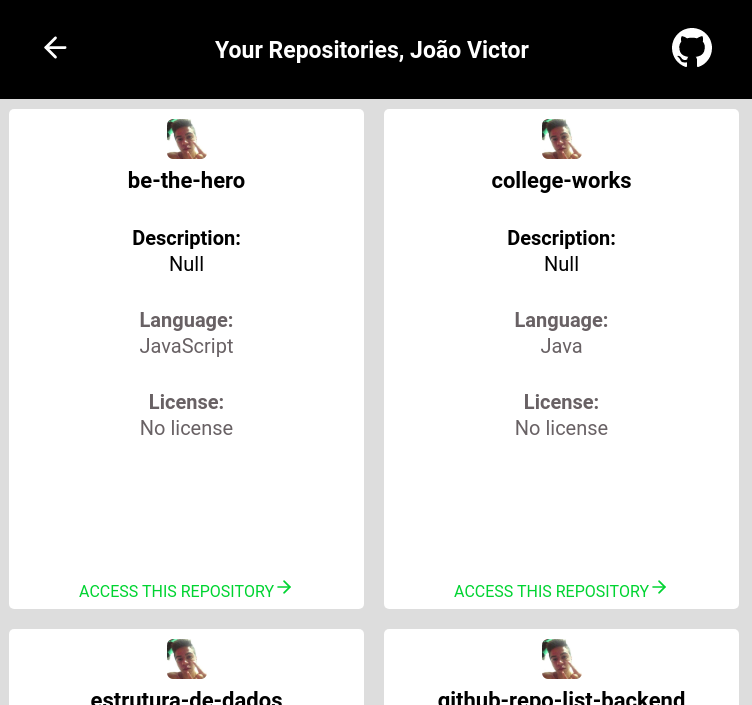 Your Repositories, João Victor
be-the-hero
Description:
Null
Language:
JavaScript
License:
No license
ACCESS THIS REPOSITORY
college-works
Description:
Null
Language:
Java
License:
No license
ACCESS THIS REPOSITORY
estrutura-de-dados
github-repo-list-backend